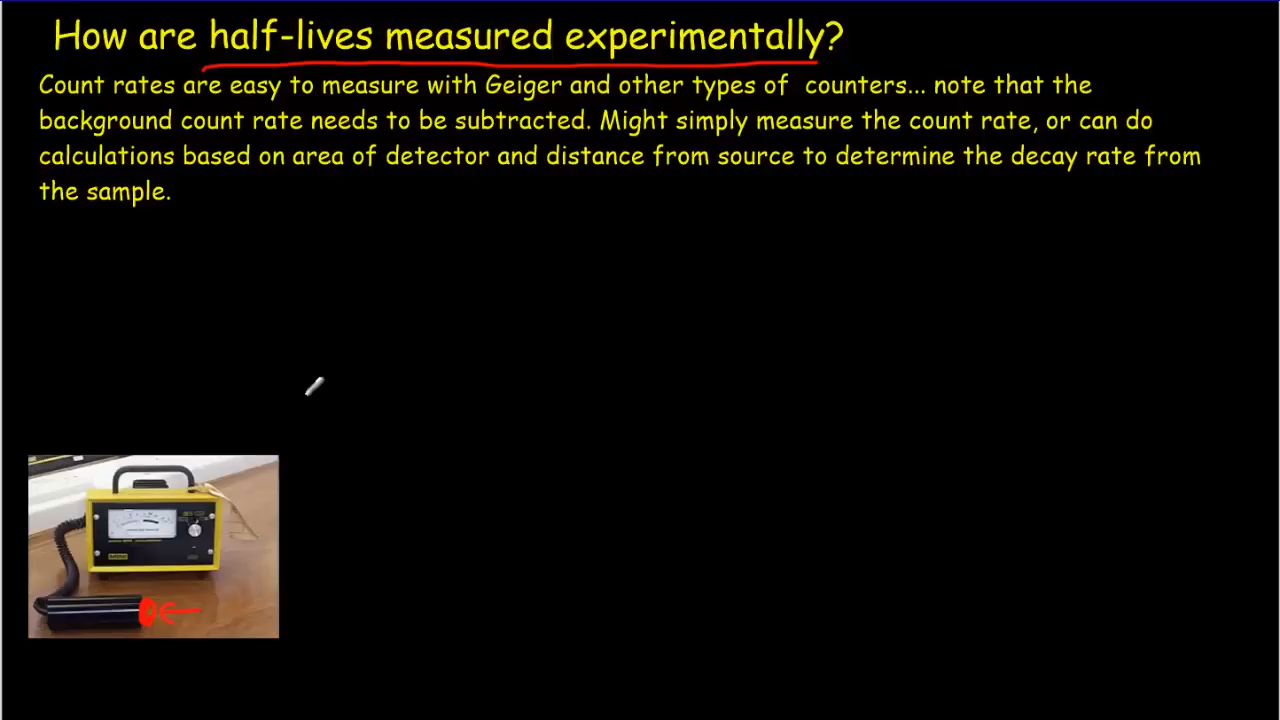 How are half-lives measured experimentally?
Count rates are easy to measure with Geiger and other types of  counters... note that the
background count rate needs to be subtracted. Might simply measure the count rate, or can do
calculations based on area of detector and distance from source to determine the decay rate from
the sample.